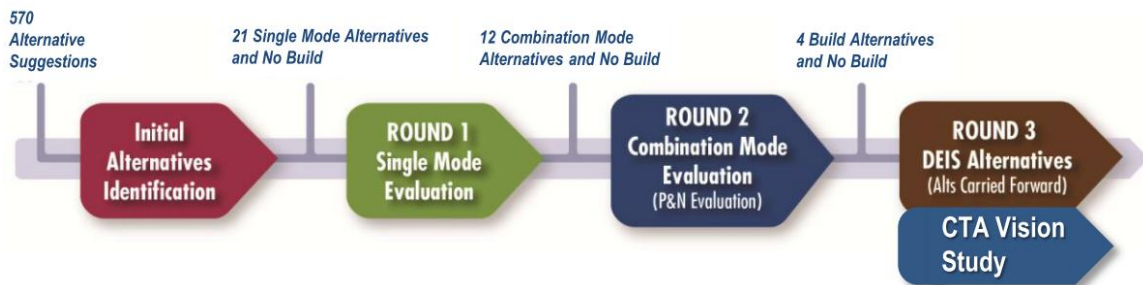 570
Alternative
Suggestions
21 Single Mode Alternatives
and No Build
12 Combination Mode
Alternatives and No Build
4 Build Alternatives
and No Build
Initial
Alternatives
Identification
ROUND 1
Single Mode
Evaluation
ROUND 2
Combination Mode
Evaluation
(P&N Evaluation)
ROUND 3
DEIS Alternatives
(Alts Carried Forward)
CTA Vision
Study